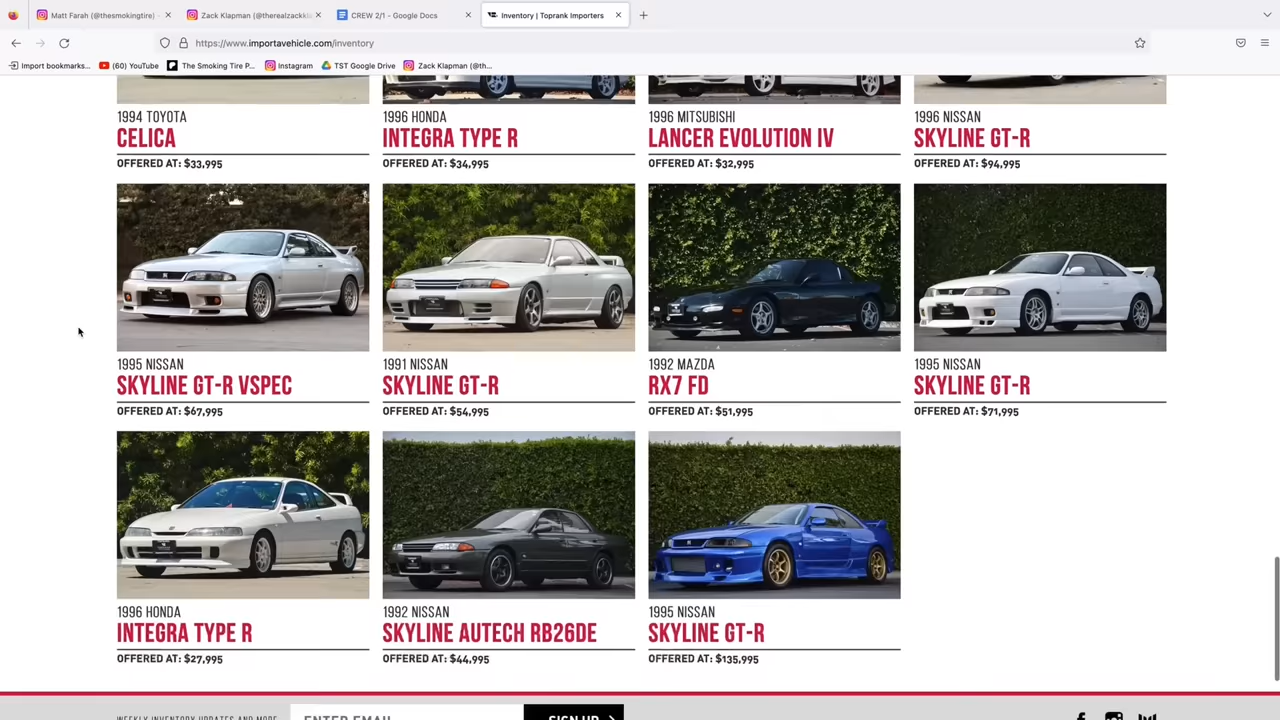 Matt Farah (@thesmokingtire) -
Zack Klapman (@therealzackkl
CREW 2/1 - Google Docs
Inventory | Toprank Importers
https://www.importavehicle.com/inventory
Import bookmarks...
(60) YouTube
The Smoking Tire P...
Instagram
TST Google Drive
Zack Klapman (@th...
1994 TOYOTA
CELICA
OFFERED AT: $33,995
1996 HONDA
INTEGRA TYPE R
OFFERED AT: $34,995
1996 MITSUBISHI
LANCER EVOLUTION IV
OFFERED AT: $32,995
1996 NISSAN
SKYLINE GT-R
OFFERED AT: $94,995
1995 NISSAN
SKYLINE GT-R VSPEC
OFFERED AT: $67,995
1991 NISSAN
SKYLINE GT-R
OFFERED AT: $54,995
1992 MAZDA
RX7 FD
OFFERED AT: $51,995
1995 NISSAN
SKYLINE GT-R
OFFERED AT: $71,995
1996 HONDA
INTEGRA TYPE R
OFFERED AT: $27,995
1992 NISSAN
SKYLINE AUTECH RB26DE
OFFERED AT: $44,995
1995 NISSAN
SKYLINE GT-R
OFFERED AT: $135,995
WEEKLY INVENTORY UPDATES AND MORE
ENTER EMAIL
SIGN UP